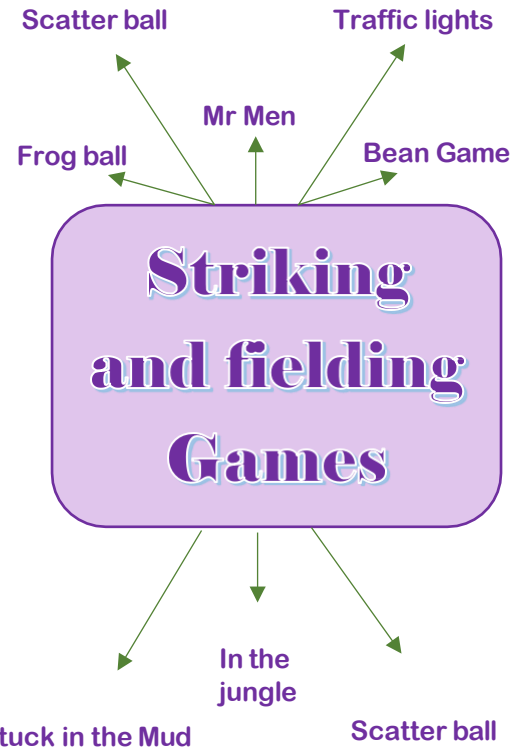 Scatter ball
Traffic lights
Mr Men
Frog ball
Bean Game
Striking
and fielding
Games
In the
jungle
tuck in the Mud
Scatter ball